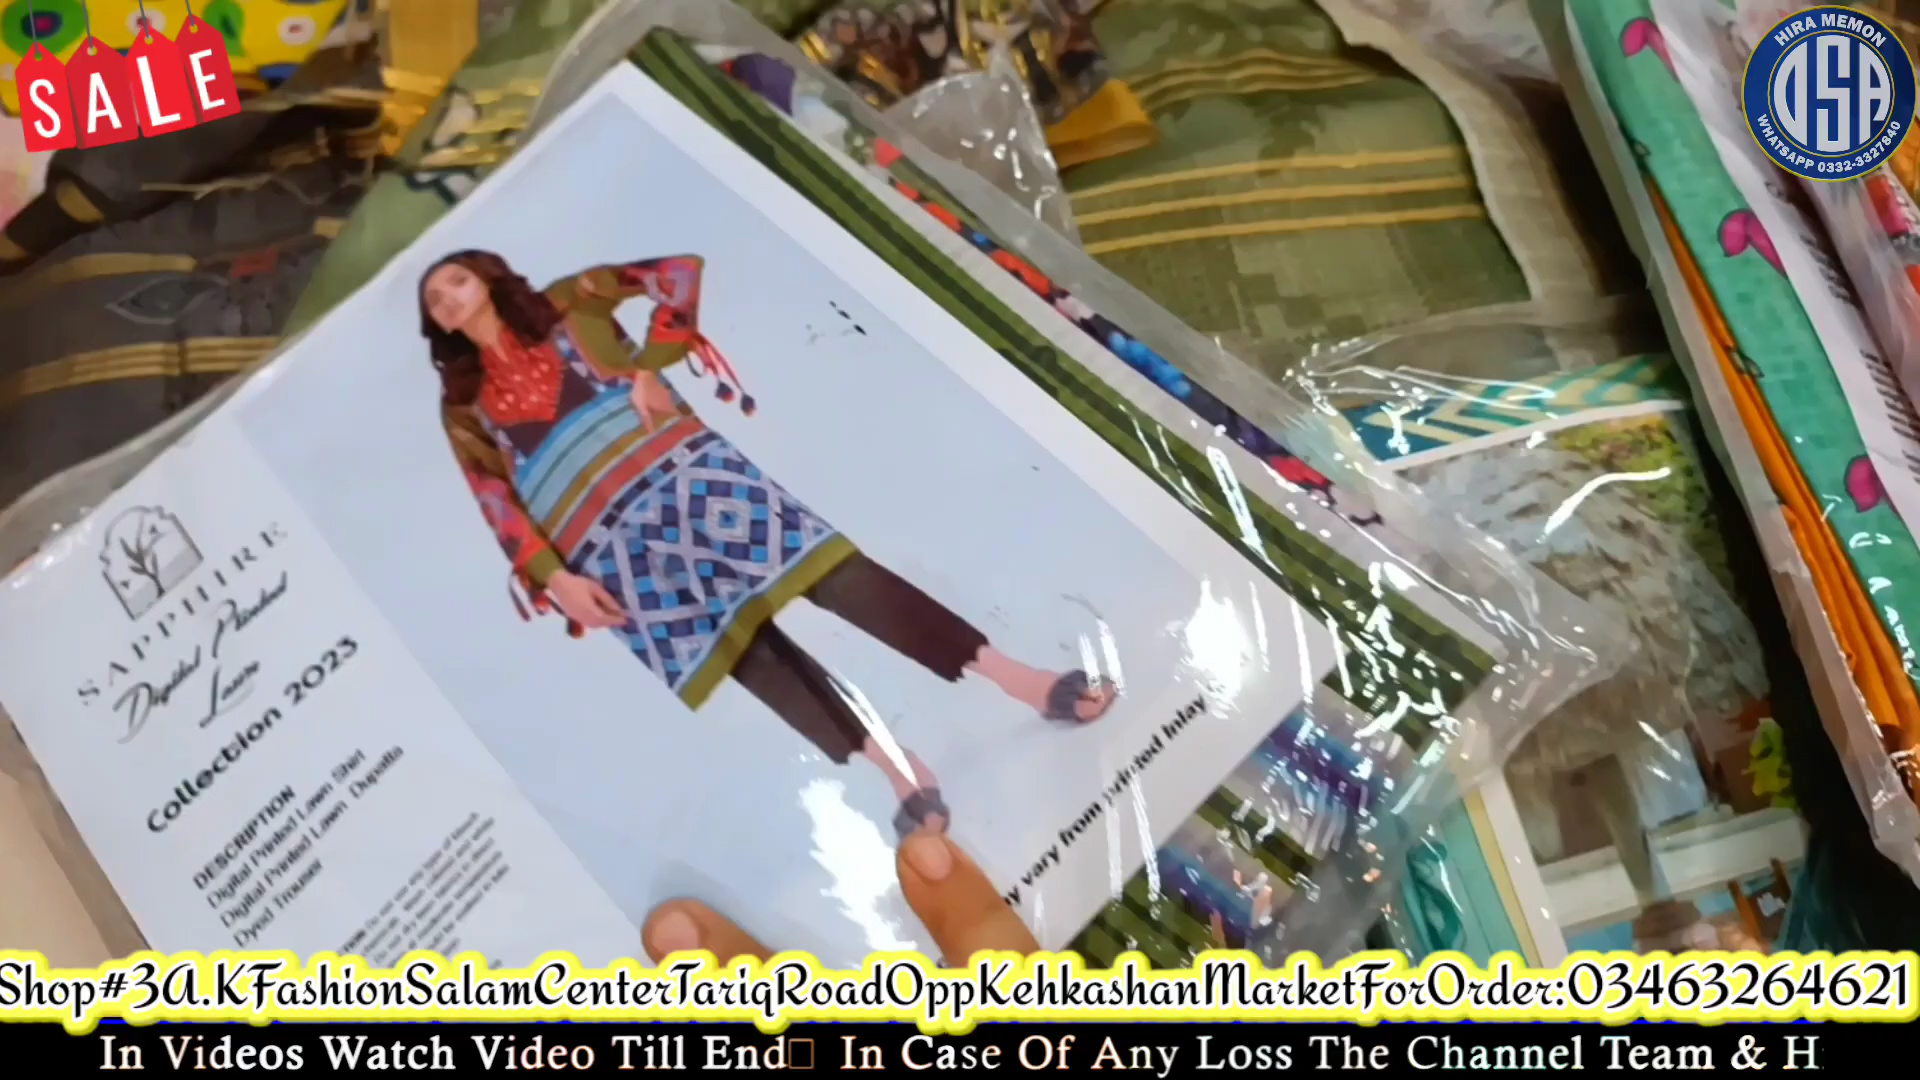 SALE
HIRA MEMON
OSA
WHATSAPP 0332-3327840
SAPPHIRE
Digital Printed
Lawn
Collection 2023
DESCRIPTION
Digital Printed Lawn Shirt
Digital Printed Lawn Dupatta
Dyed Trouser
vary from printed inlay
Shop#3A.KFashionSalamCenterTariqRoadOppKehkashanMarketForOrder:03463264621
In Videos Watch Video Till End□ In Case Of Any Loss The Channel Team & H